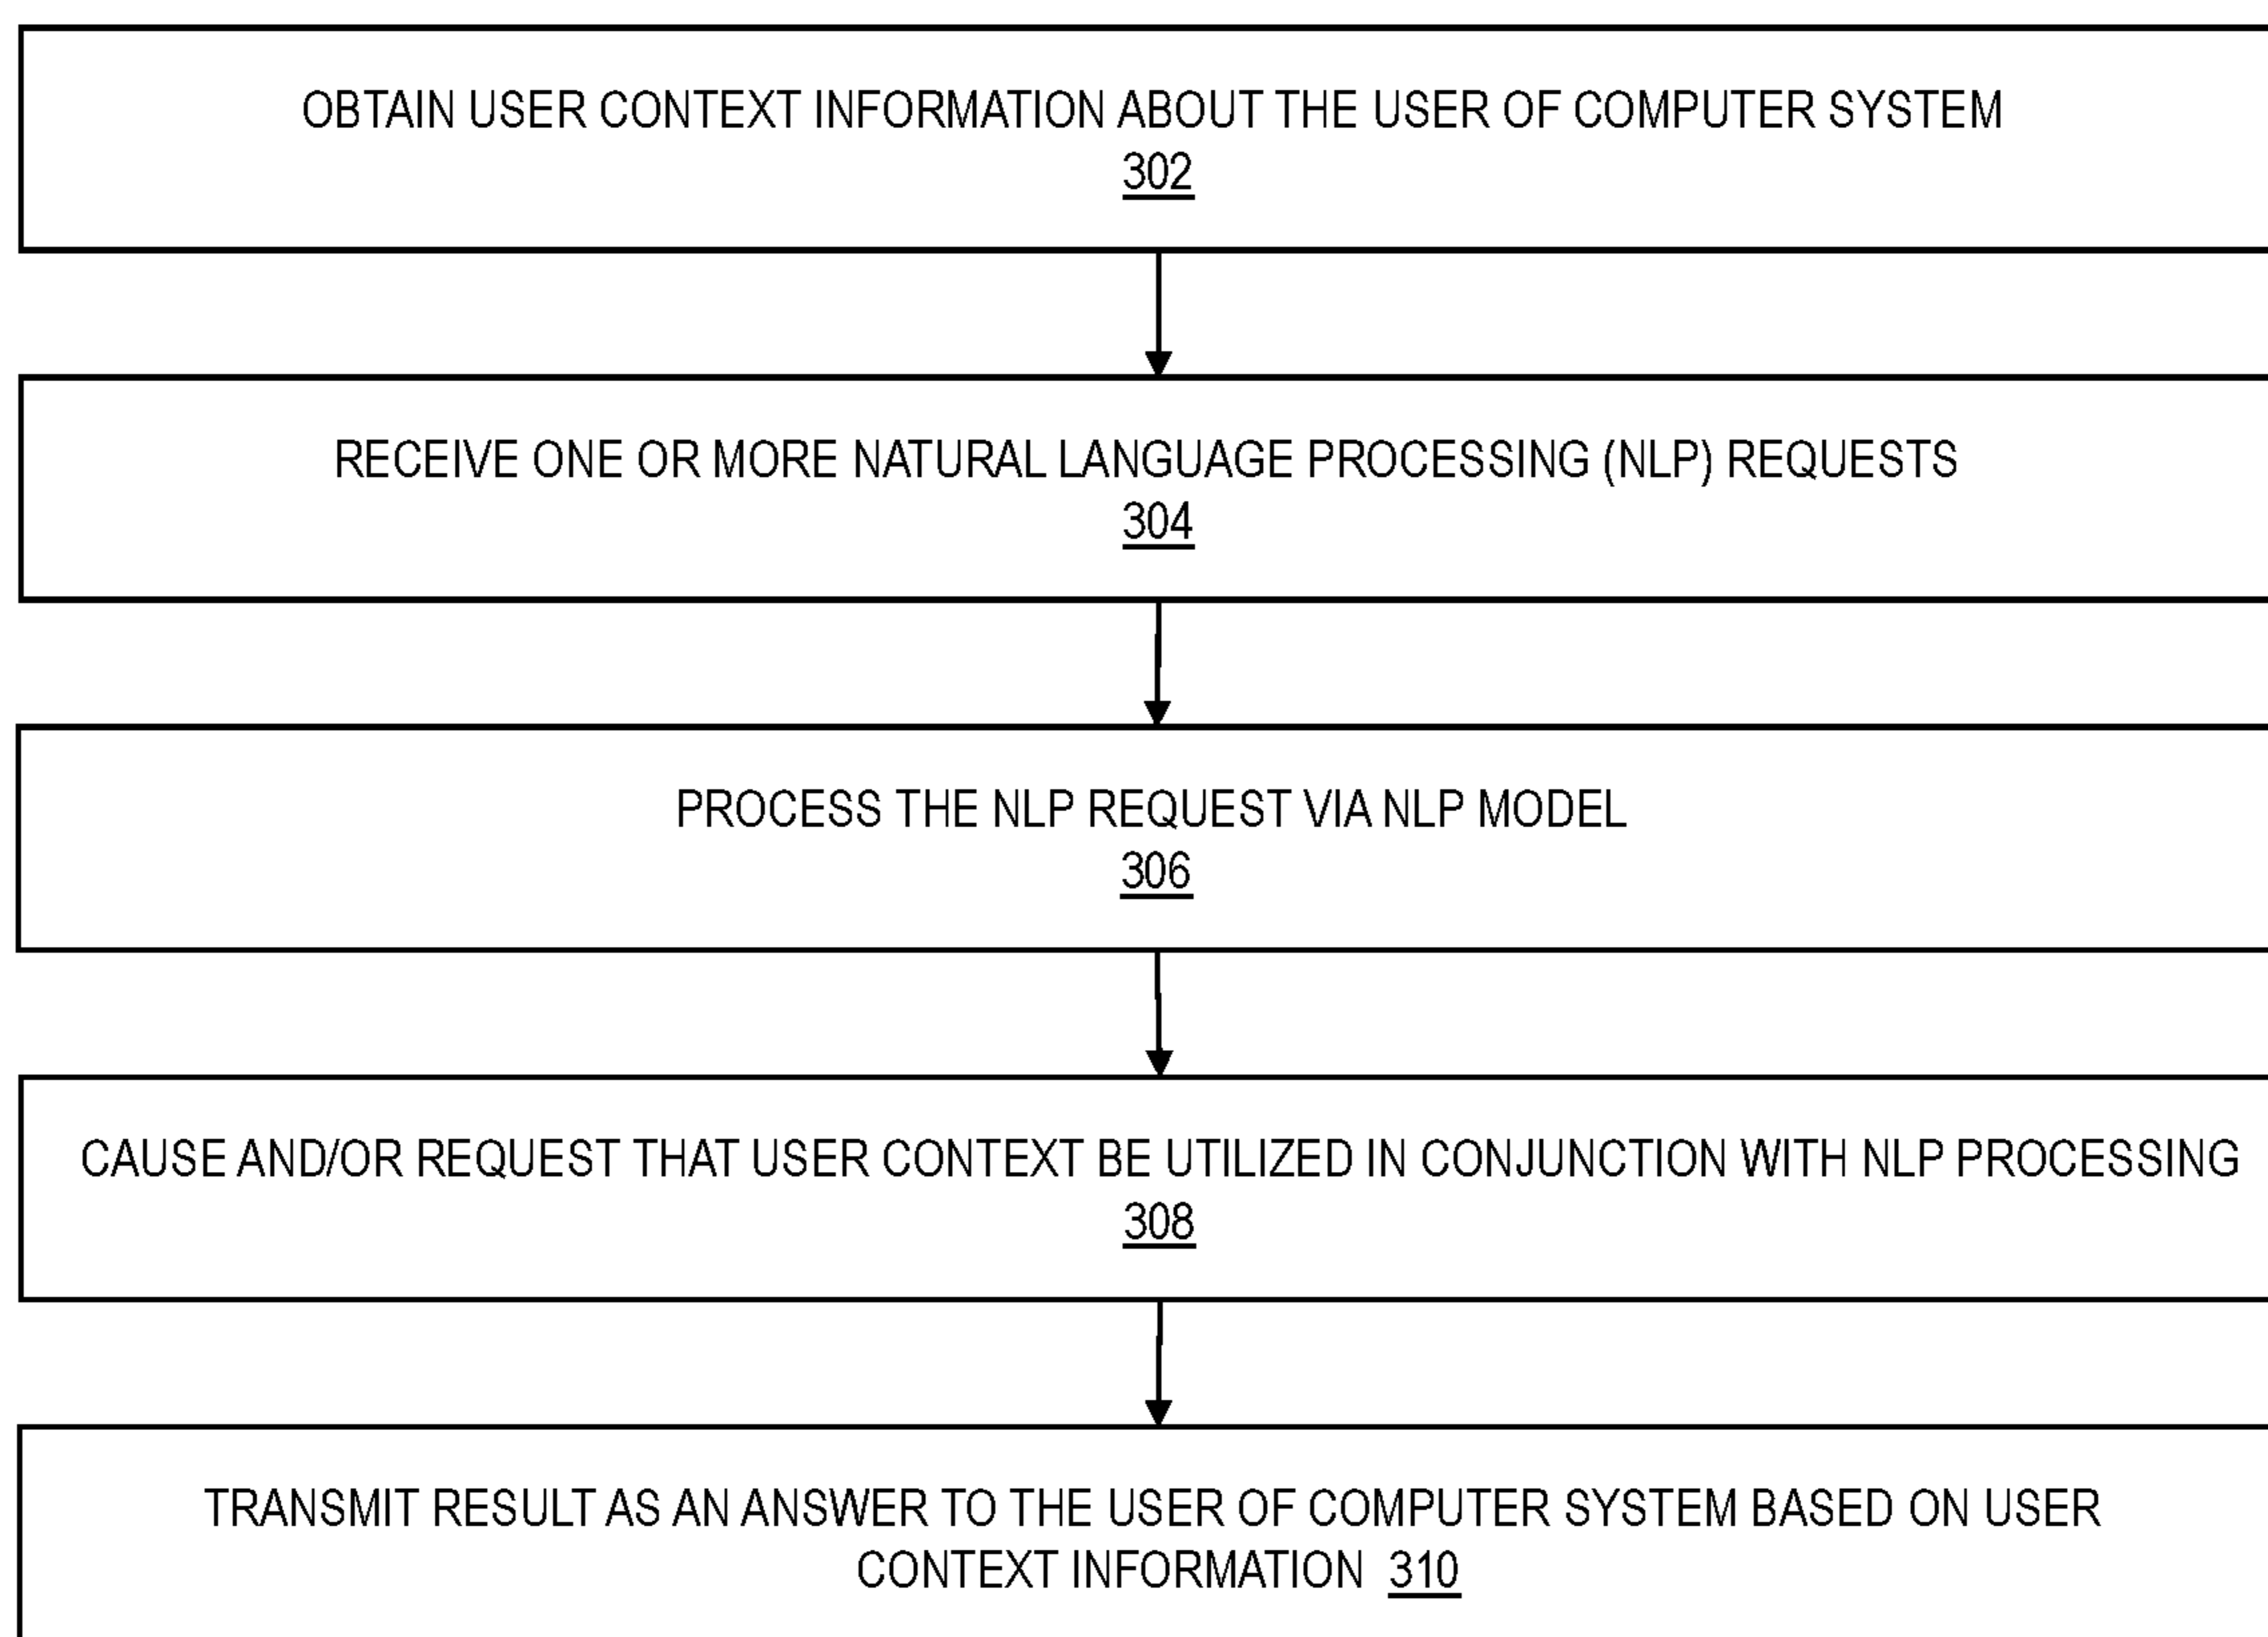 OBTAIN USER CONTEXT INFORMATION ABOUT THE USER OF COMPUTER SYSTEM
302
RECEIVE ONE OR MORE NATURAL LANGUAGE PROCESSING (NLP) REQUESTS
304
PROCESS THE NLP REQUEST VIA NLP MODEL
306
CAUSE AND/OR REQUEST THAT USER CONTEXT BE UTILIZED IN CONJUNCTION WITH NLP PROCESSING
308
TRANSMIT RESULT AS AN ANSWER TO THE USER OF COMPUTER SYSTEM BASED ON USER
CONTEXT INFORMATION 310